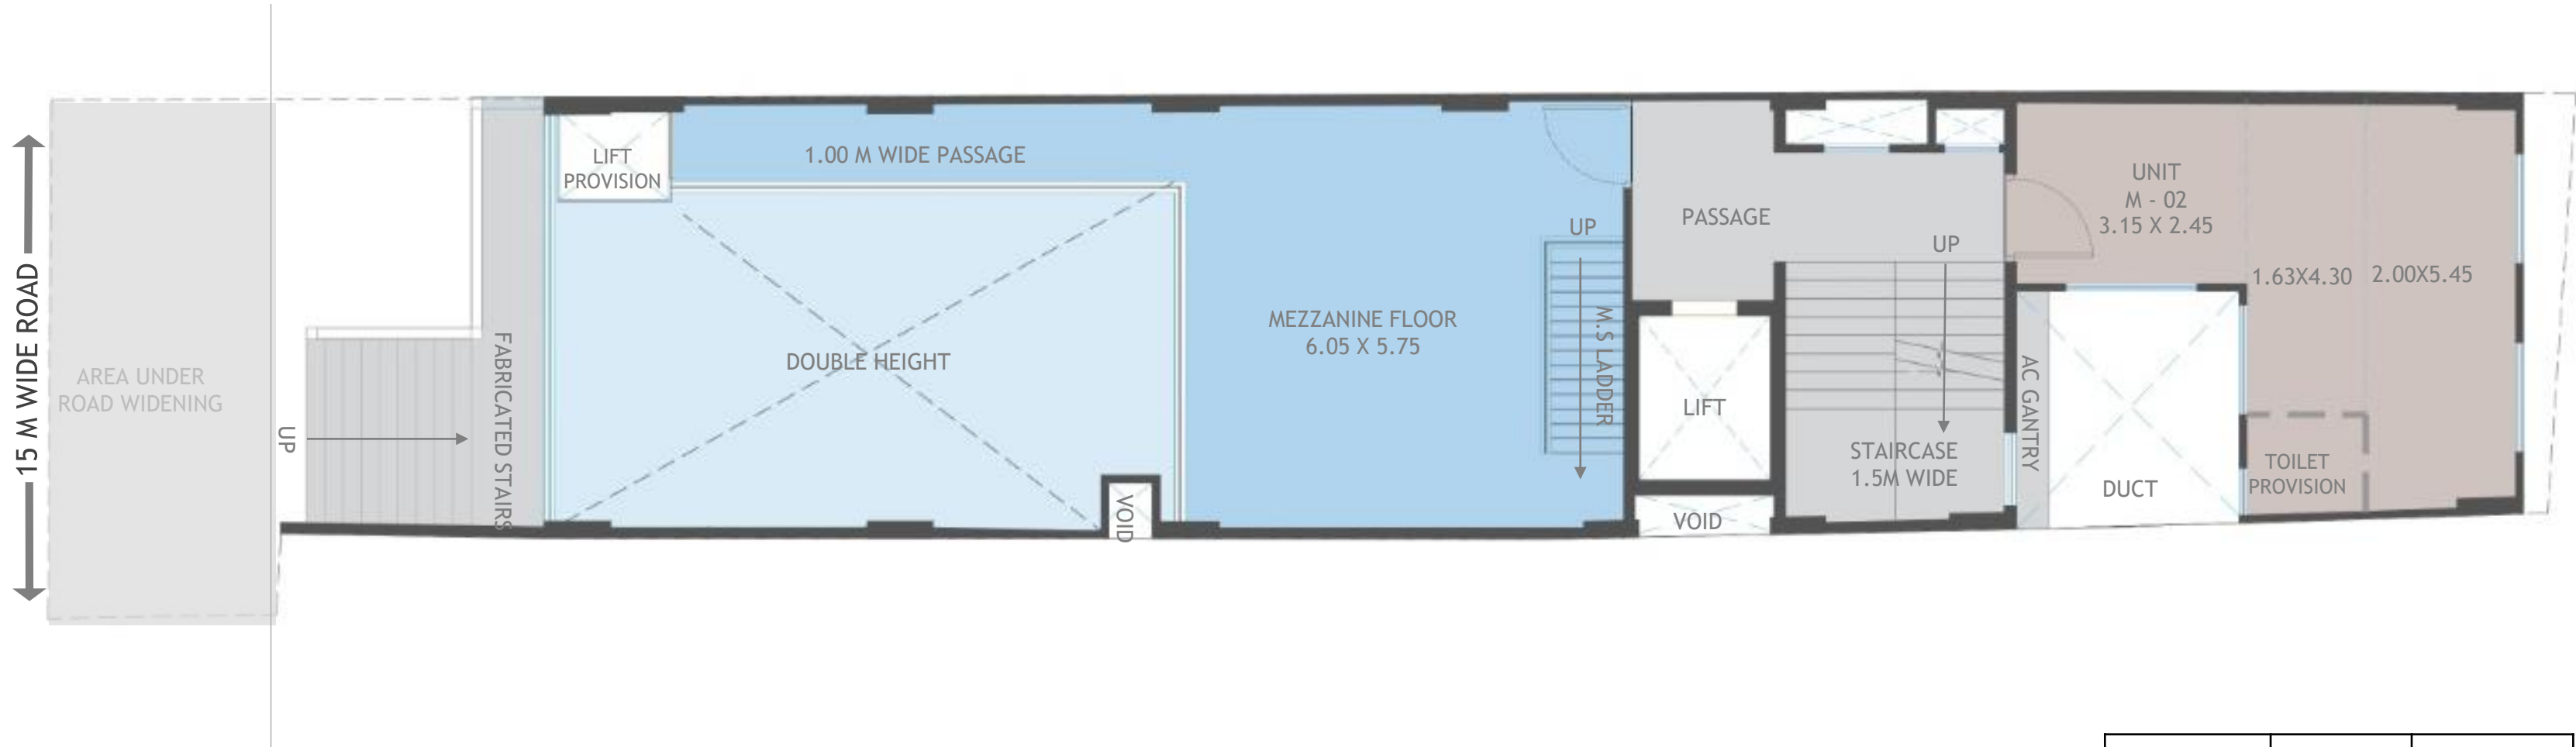 15 M WIDE ROAD
AREA UNDER
ROAD WIDENING
UP
FABRICATED STAIRS
LIFT
PROVISION
1.00 M WIDE PASSAGE
DOUBLE HEIGHT
VOID
MEZZANINE FLOOR
6.05 X 5.75
UP
M.S LADDER
PASSAGE
LIFT
VOID
UP
STAIRCASE
1.5M WIDE
AC GANTRY
DUCT
UNIT
M - 02
3.15 X 2.45
1.63X4.30
2.00X5.45
TOILET
PROVISION